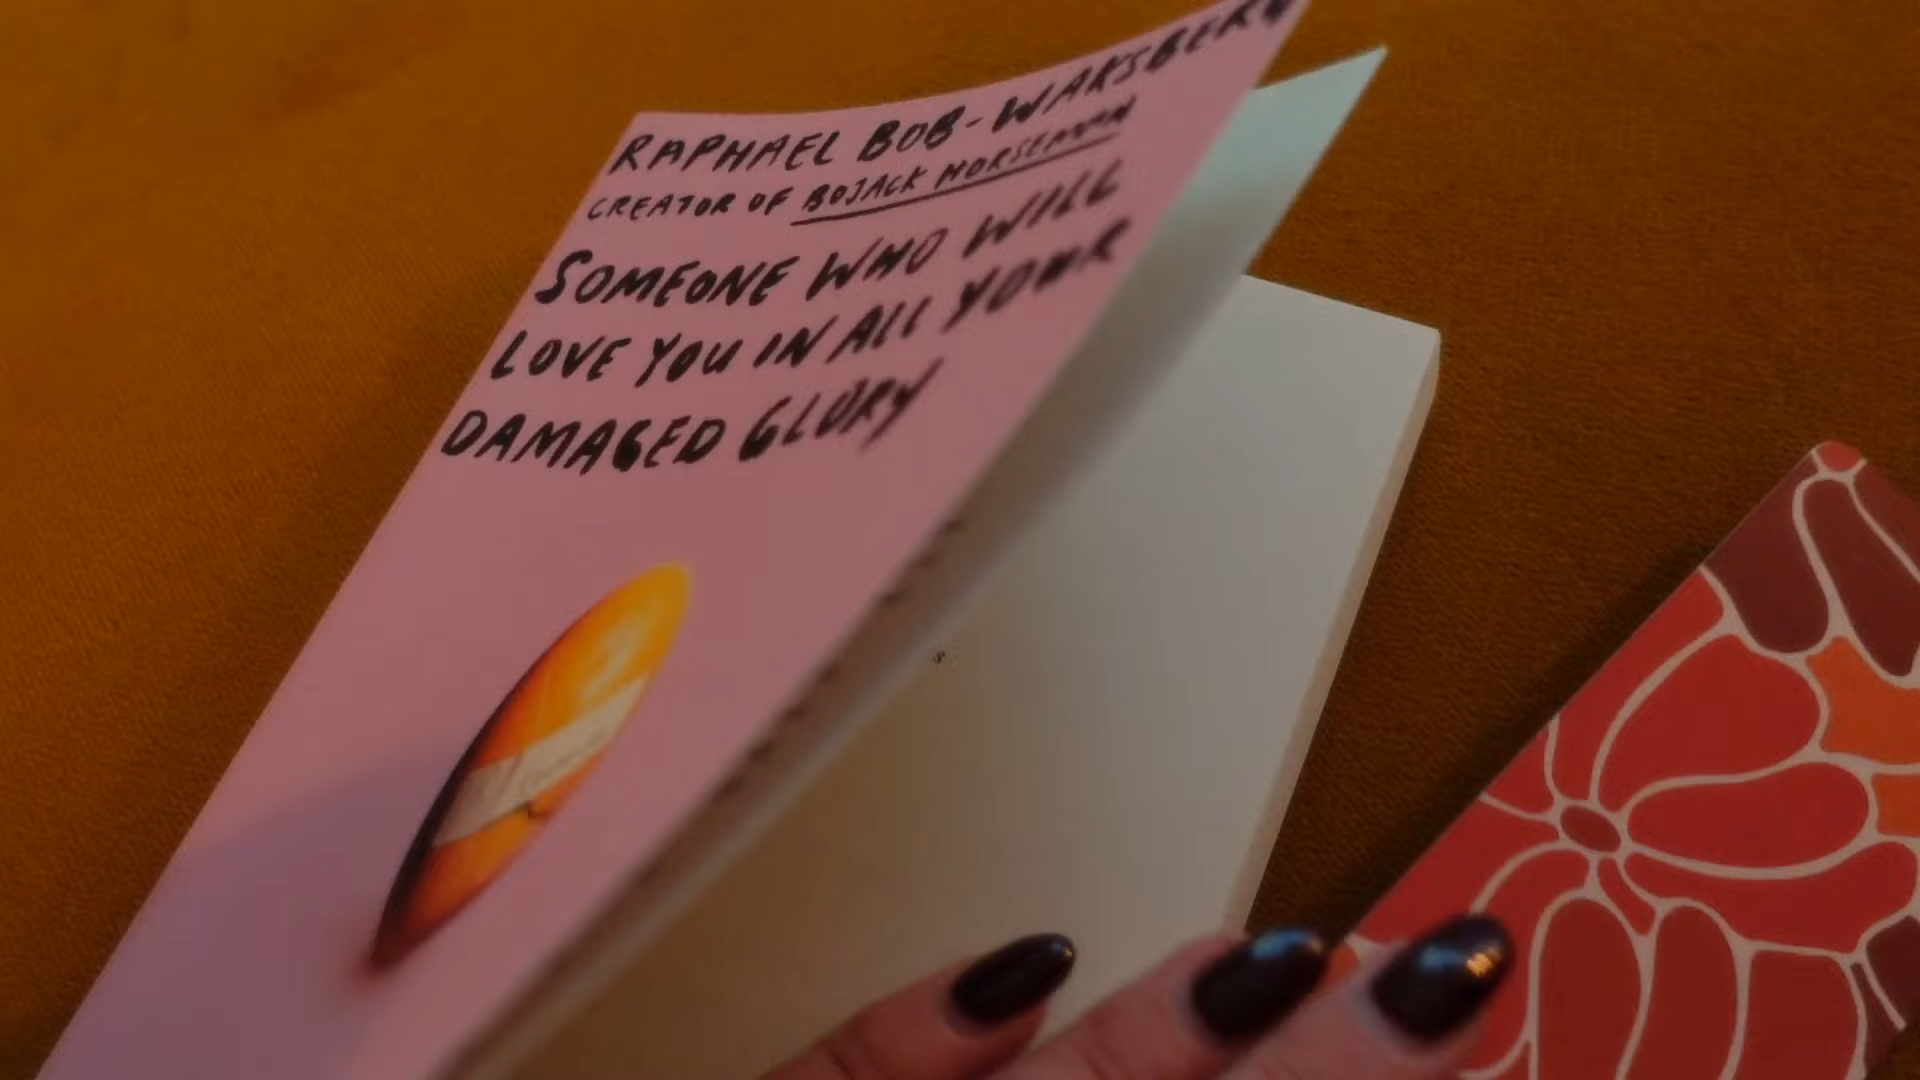 RAPHAEL BOB-WAKSBERG
CREATOR OF BOJACK HORSEMAN
SOMEONE WHO WILL
LOVE YOU IN ALL YOUR
DAMAGED GLORY